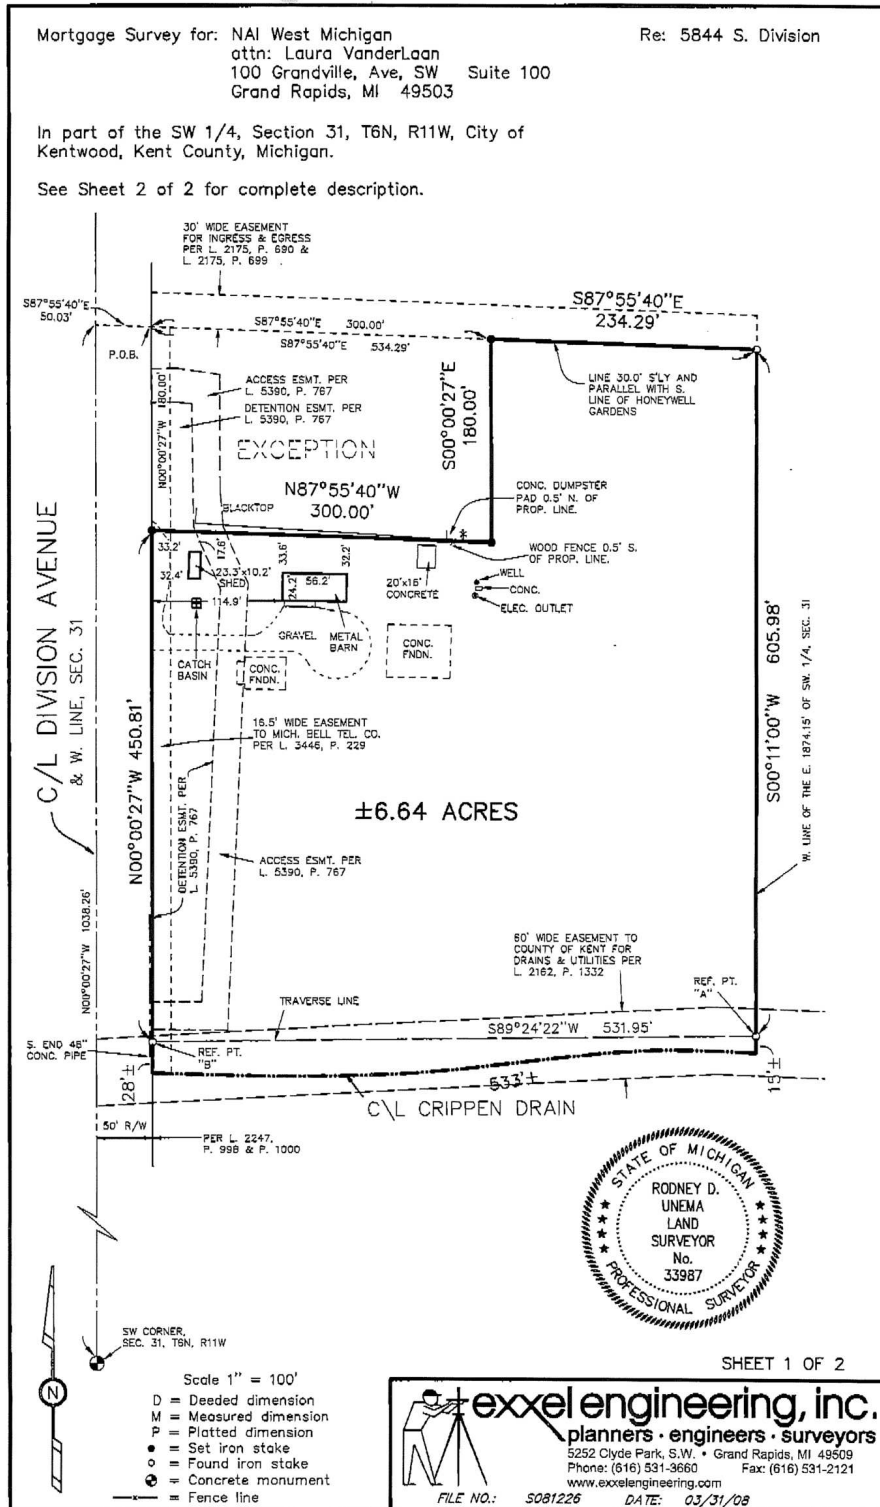 Mortgage Survey for: NAI West Michigan
attn: Laura VanderLaan
100 Grandville, Ave, SW Suite 100
Grand Rapids, MI 49503
Re: 5844 S. Division
In part of the SW 1/4, Section 31, T6N, R11W, City of
Kentwood, Kent County, Michigan.
See Sheet 2 of 2 for complete description.
30' WIDE EASEMENT
FOR INGRESS & EGRESS
PER L. 2175, P. 690 &
L. 2175, P. 699
S87°55'40"E
50.03'
S87°55'40"E
234.29'
S87°55'40"E 300.00'
S87°55'40"E 534.29'
P.O.B.
N00°00'27"W 180.00'
ACCESS ESMT. PER
L. 5390, P. 767
DETENTION ESMT. PER
L. 5390, P. 767
EXCEPTION
S00°00'27"E
180.00'
LINE 30.0' S'LY AND
PARALLEL WITH S.
LINE OF HONEYWELL
GARDENS
N87°55'40"W
300.00'
BLACKTOP
CONC. DUMPSTER
PAD 0.5' N. OF
PROP. LINE.
WOOD FENCE 0.5' S.
OF PROP. LINE.
33.2'
17.6'
33.6'
32.2'
32.4'
23.3'x10.2'
SHED
24.2'
56.2'
114.9'
20'x16'
CONCRETE
WELL
CONC.
ELEC. OUTLET
GRAVEL
METAL
BARN
CONC.
FNDN.
CATCH
BASIN
CONC.
FNDN.
C/L DIVISION AVENUE
& W. LINE, SEC. 31
N00°00'27"W 450.81'
16.5' WIDE EASEMENT
TO MICH. BELL TEL. CO.
PER L. 3446, P. 229
S00°11'00"W 605.98'
W. LINE OF THE E. 1874.15' OF SW. 1/4, SEC. 31
±6.64 ACRES
DETENTION ESMT. PER
L. 5390, P. 767
ACCESS ESMT. PER
L. 5390, P. 767
N00°00'27"W 1038.26'
60' WIDE EASEMENT TO
COUNTY OF KENT FOR
DRAINS & UTILITIES PER
L. 2162, P. 1332
REF. PT.
"A"
TRAVERSE LINE
S89°24'22"W 531.95'
S. END 48"
CONC. PIPE
REF. PT.
"B"
28'±
533'±
15'±
C\L CRIPPEN DRAIN
50' R/W
PER L. 2247,
P. 998 & P. 1000
STATE OF MICHIGAN
RODNEY D.
UNEMA
LAND
SURVEYOR
No.
33987
PROFESSIONAL SURVEYOR
SW CORNER,
SEC. 31, T6N, R11W
N
SHEET 1 OF 2
Scale 1" = 100'
D = Deeded dimension
M = Measured dimension
P = Platted dimension
● = Set iron stake
○ = Found iron stake
= Concrete monument
—x— = Fence line
exxel engineering, inc.
planners · engineers · surveyors
5252 Clyde Park, S.W. • Grand Rapids, MI 49509
Phone: (616) 531-3660 Fax: (616) 531-2121
www.exxelengineering.com
FILE NO.: S081226 DATE: 03/31/08